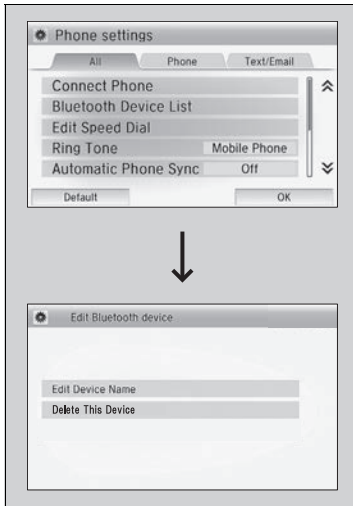 Phone settings
All Phone Text/Email
Connect Phone
Bluetooth Device List
Edit Speed Dial
Ring Tone Mobile Phone
Automatic Phone Sync Off
Default OK
Edit Bluetooth device
Edit Device Name
Delete This Device